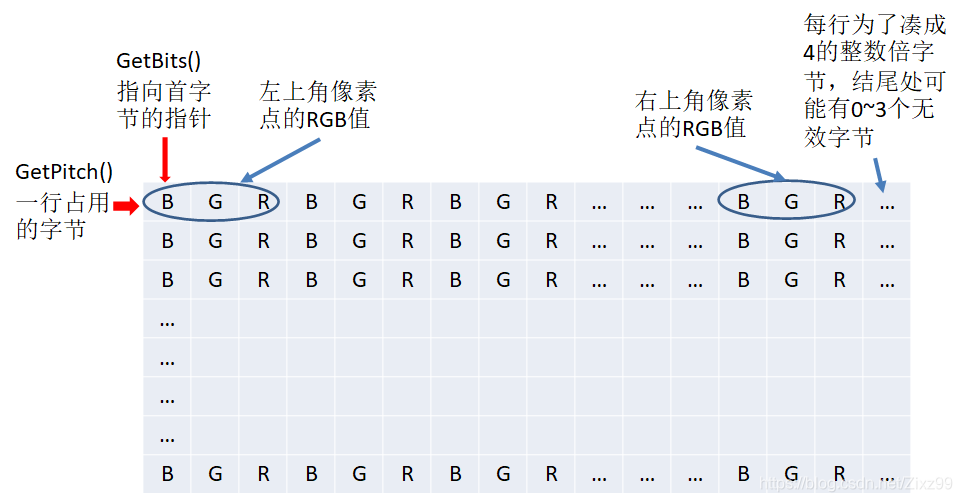 GetBits()
指向首字
节的指针
左上角像素
点的RGB值
右上角像素
点的RGB值
每行为了凑成
4的整数倍字
节，结尾处可
能有0~3个无
效字节
GetPitch()
一行占用
的字节
B G R B G R B G R ... ... ... B G R ...
B G R B G R B G R ... ... ... B G R ...
B G R B G R B G R ... ... ... B G R ...
...
...
...
...
B G R B G R B G R ... ... ... B G R ...
https://blog.csdn.net/Zixz99